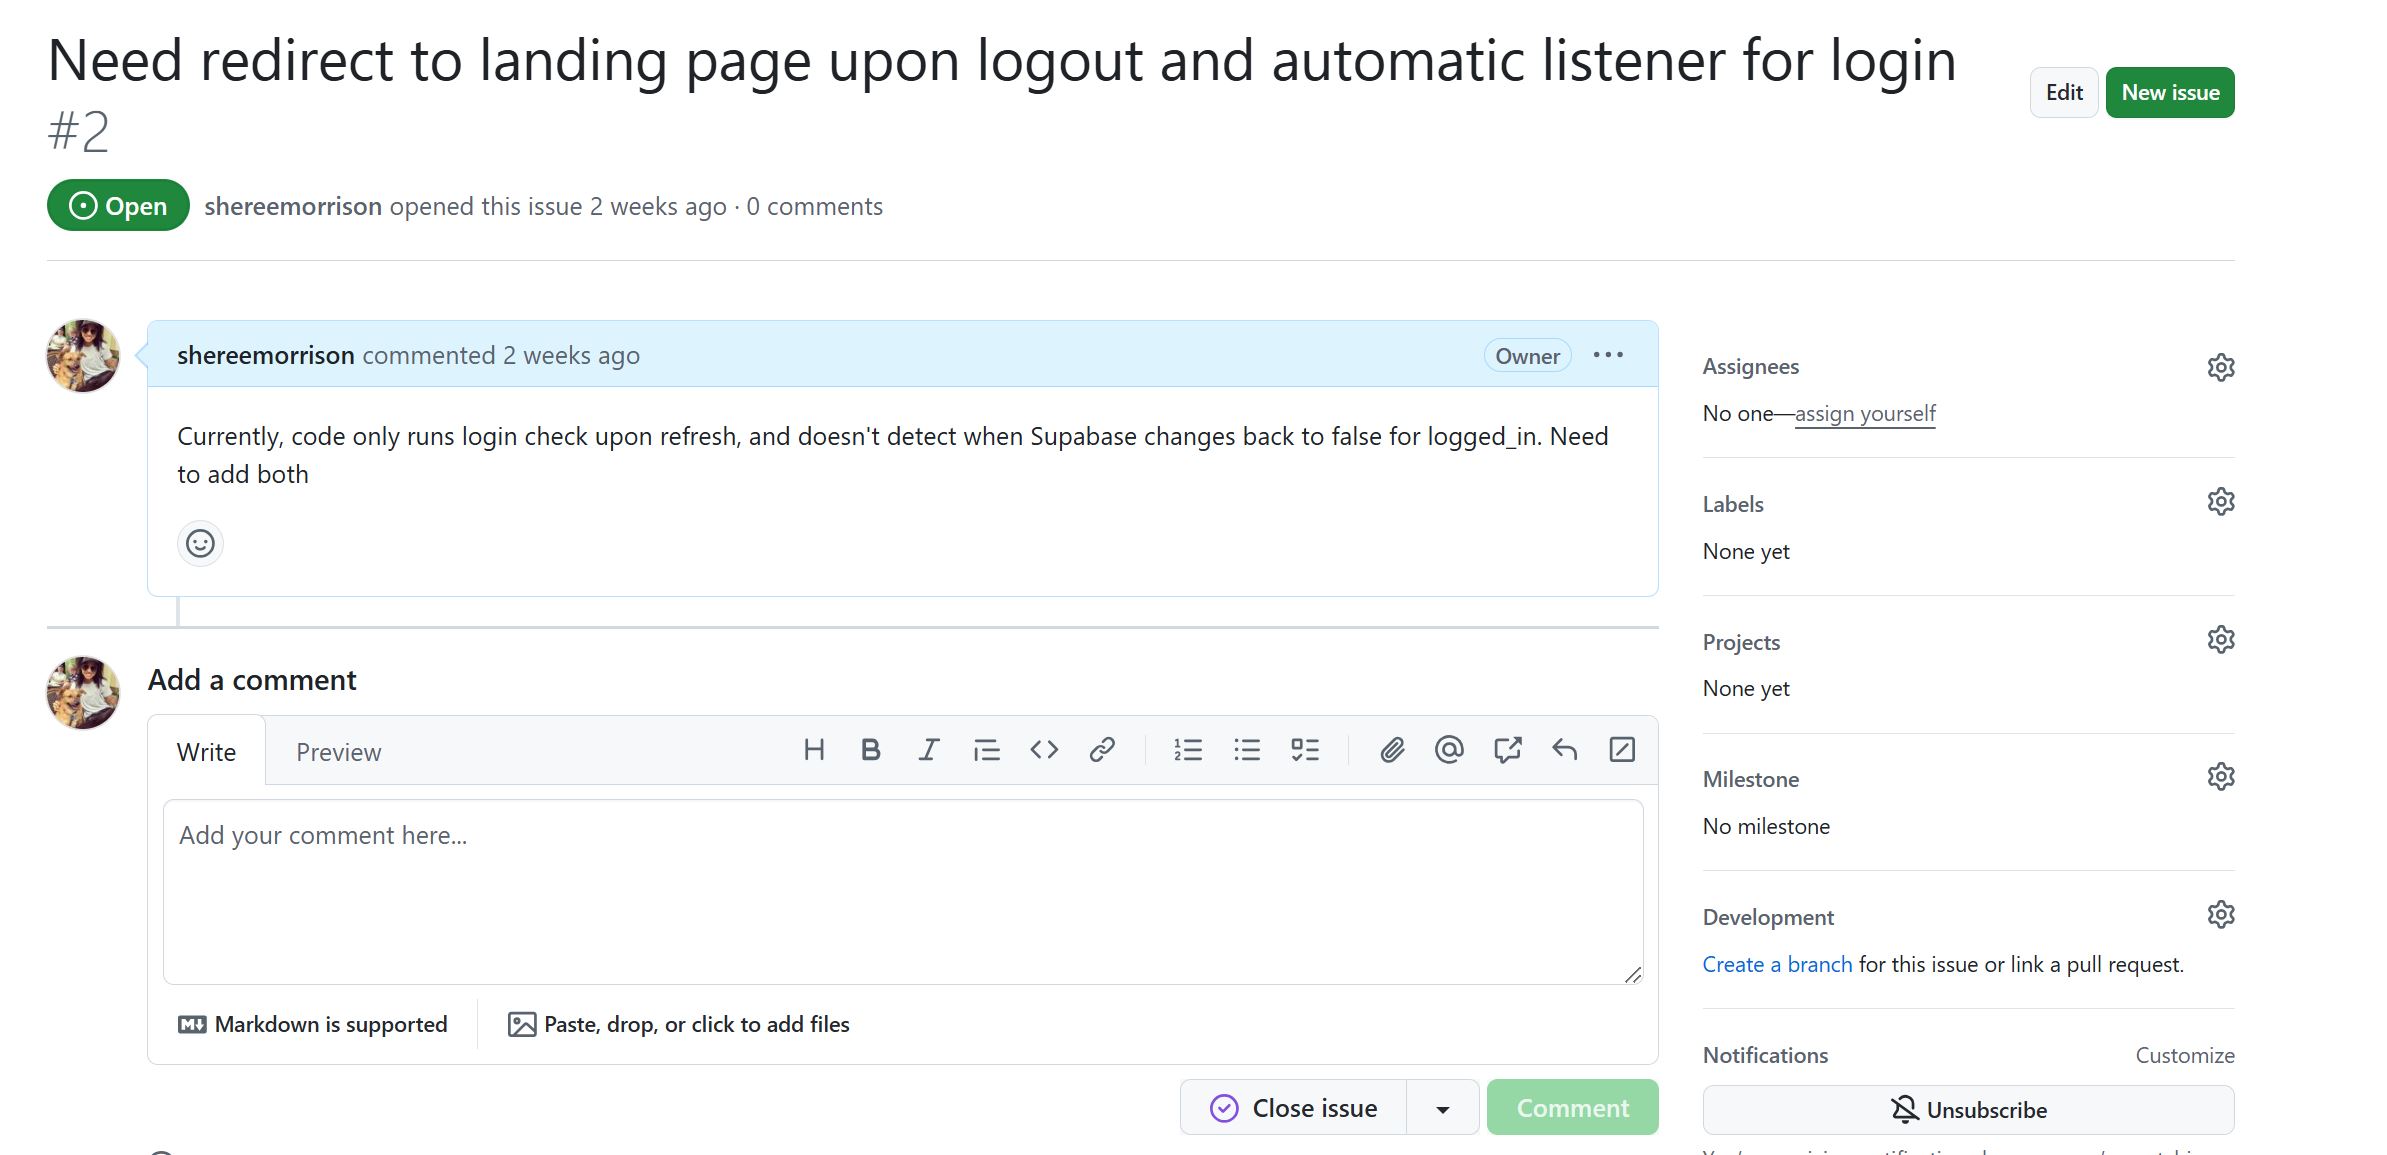 Need redirect to landing page upon logout and automatic listener for login
#2
Edit
New issue
Open
shereemorrison opened this issue 2 weeks ago · 0 comments
shereemorrison commented 2 weeks ago
Owner
Currently, code only runs login check upon refresh, and doesn't detect when Supabase changes back to false for logged_in. Need
to add both
Add a comment
Write
Preview
Add your comment here...
Markdown is supported
Paste, drop, or click to add files
Close issue
Comment
Assignees
No one—assign yourself
Labels
None yet
Projects
None yet
Milestone
No milestone
Development
Create a branch for this issue or link a pull request.
Notifications
Customize
Unsubscribe